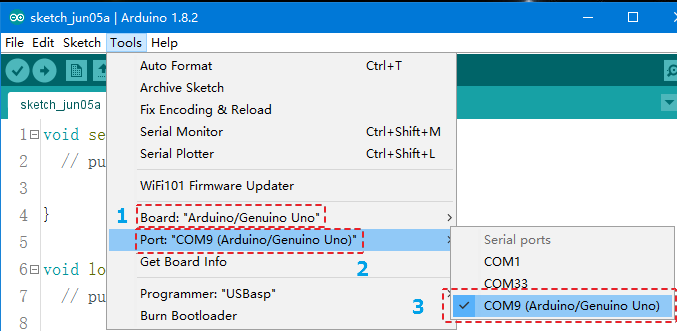 sketch_jun05a | Arduino 1.8.2
File Edit Sketch Tools Help
sketch_jun05a
Auto Format Ctrl+T
Archive Sketch
Fix Encoding & Reload
Serial Monitor Ctrl+Shift+M
Serial Plotter Ctrl+Shift+L
WiFi101 Firmware Updater
1 Board: "Arduino/Genuino Uno"
Port: "COM9 (Arduino/Genuino Uno)"
2
Get Board Info
Programmer: "USBasp"
Burn Bootloader
Serial ports
COM1
COM33
3 COM9 (Arduino/Genuino Uno)
1 void se
2 // pu
3
4 }
5
6 void lo
7 // pu
8